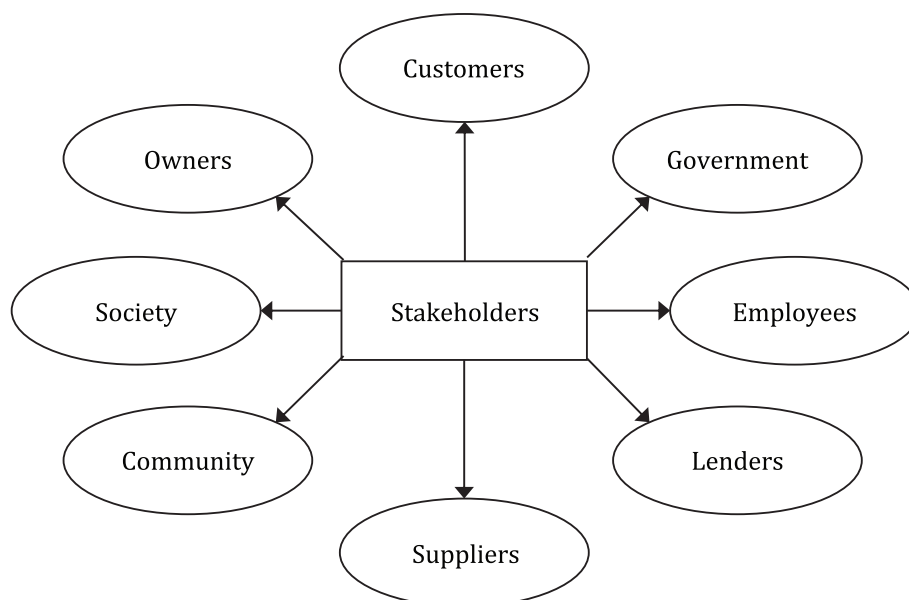 Customers
Owners
Government
Society
Stakeholders
Employees
Community
Lenders
Suppliers